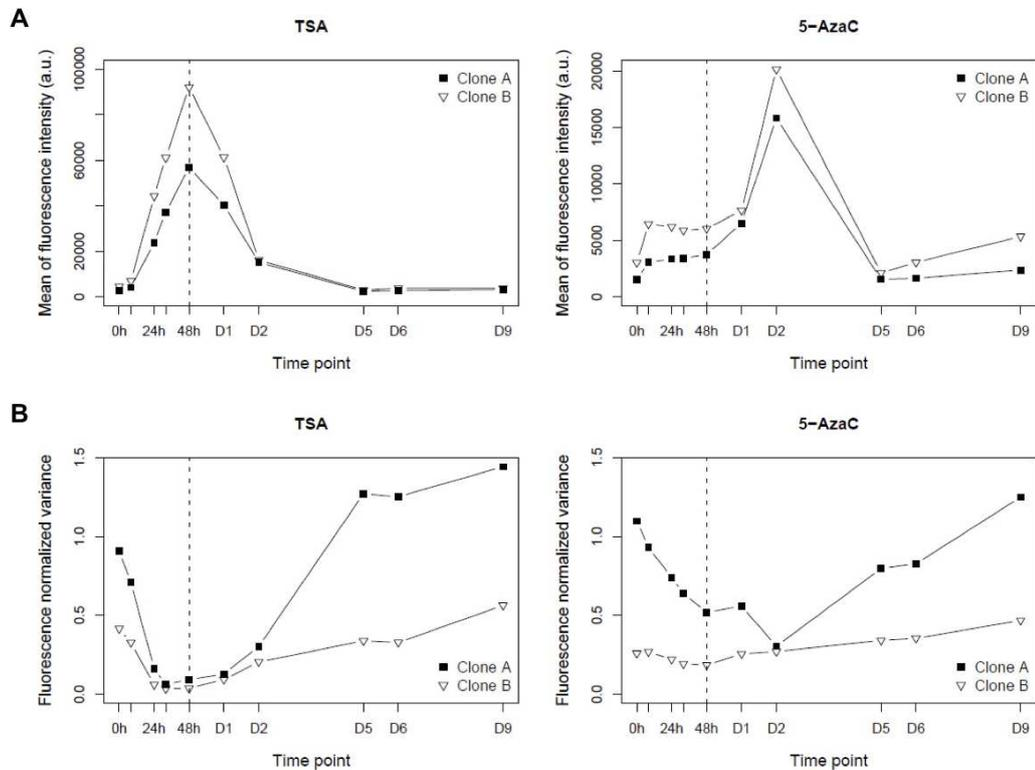 A
TSA
Mean of fluorescence intensity (a.u.)
0
20000
60000
100000
Clone A
Clone B
0h
24h
48h
D1
D2
D5
D6
D9
Time point
5−AzaC
Mean of fluorescence intensity (a.u.)
0
5000
10000
15000
20000
Clone A
Clone B
0h
24h
48h
D1
D2
D5
D6
D9
Time point
B
TSA
Fluorescence normalized variance
0.0
0.5
1.0
1.5
Clone A
Clone B
0h
24h
48h
D1
D2
D5
D6
D9
Time point
5−AzaC
Fluorescence normalized variance
0.0
0.5
1.0
1.5
Clone A
Clone B
0h
24h
48h
D1
D2
D5
D6
D9
Time point